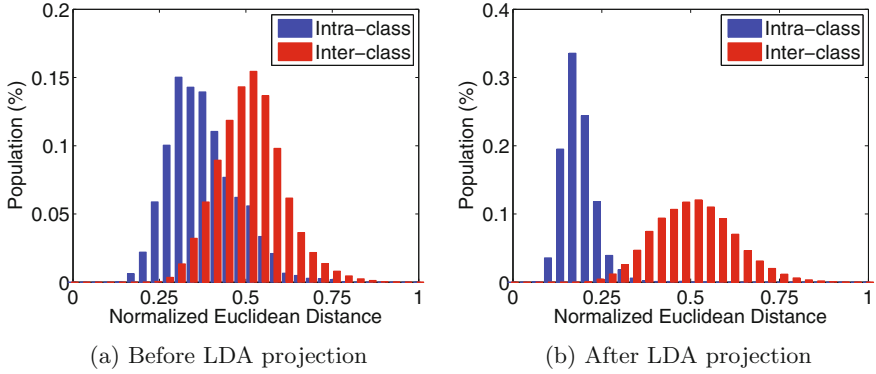 0.2
0.15
0.1
0.05
0
Population (%)
Intra−class
Inter−class
0 0.25 0.5 0.75 1
Normalized Euclidean Distance
(a) Before LDA projection
0.4
0.3
0.2
0.1
0
Population (%)
Intra−class
Inter−class
0 0.25 0.5 0.75 1
Normalized Euclidean Distance
(b) After LDA projection